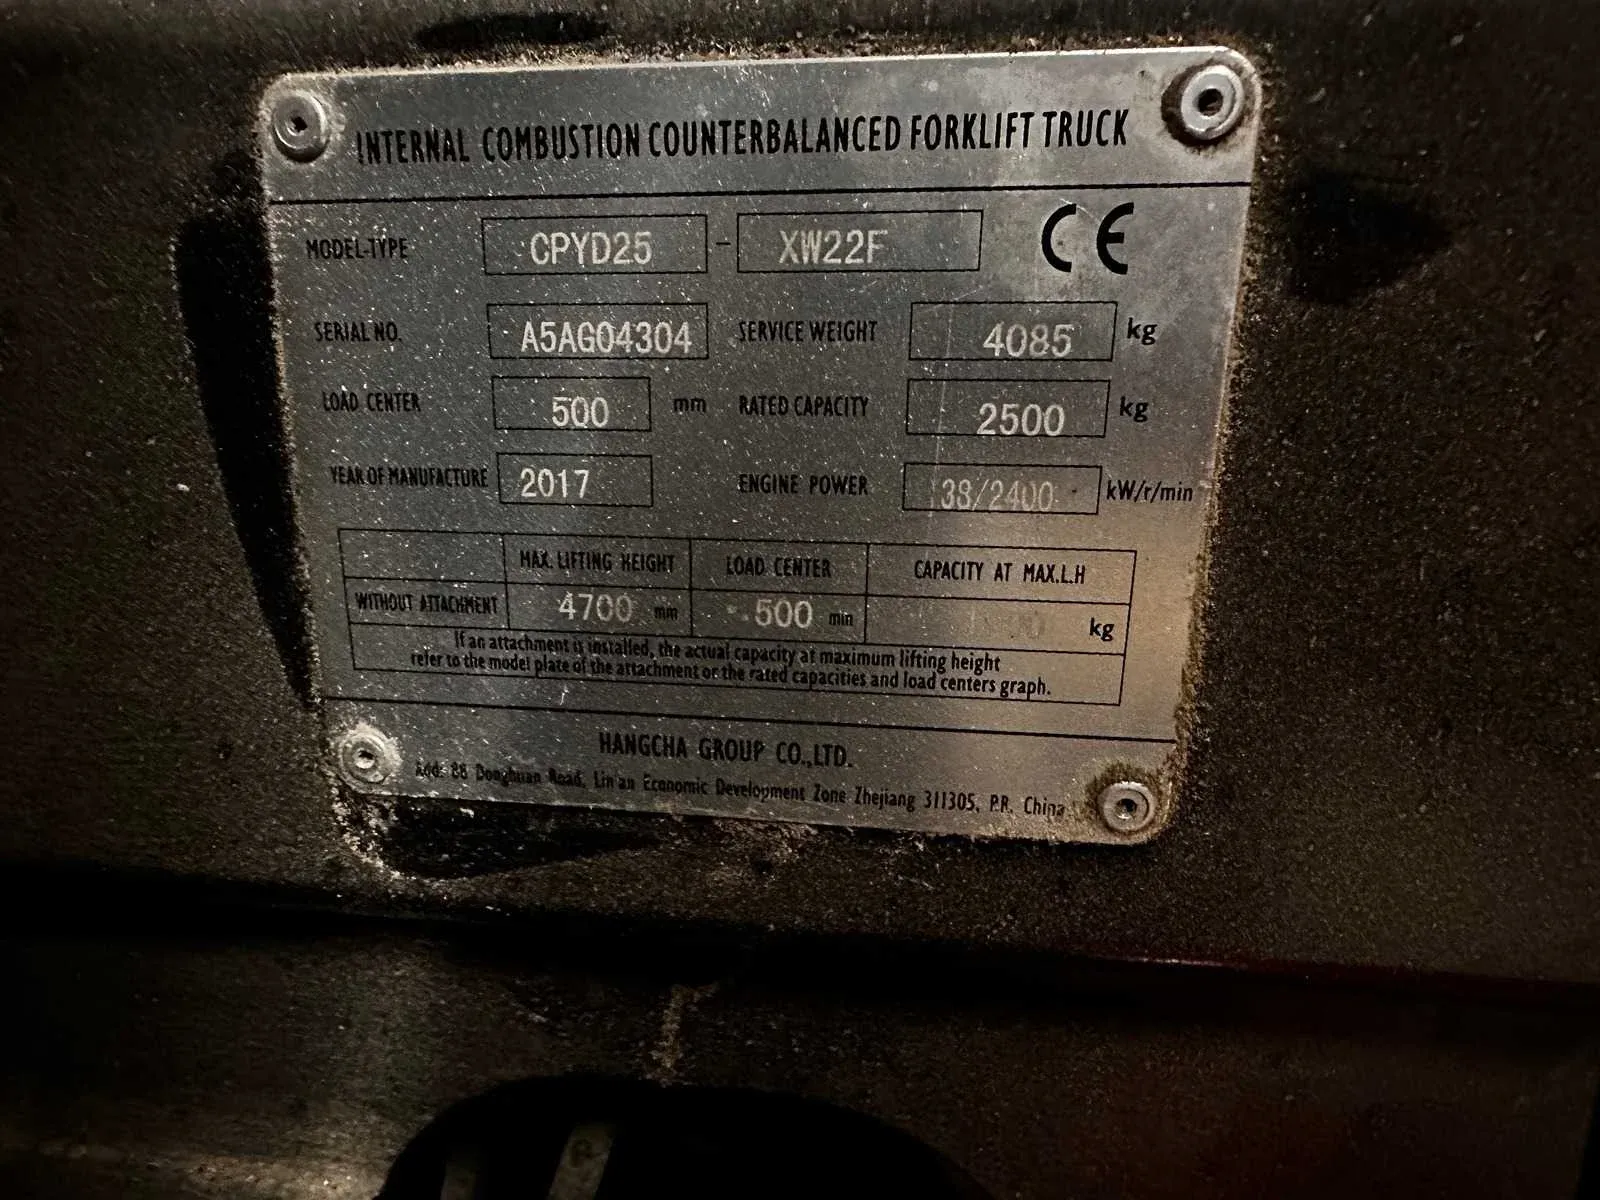 INTERNAL COMBUSTION COUNTERBALANCED FORKLIFT TRUCK
MODEL-TYPE CPYD25 - XW22F CE
SERIAL NO. A5AG04304 SERVICE WEIGHT 4085 kg
LOAD CENTER 500 mm RATED CAPACITY 2500 kg
YEAR OF MANUFACTURE 2017 ENGINE POWER 38/2400 kW/r/min
MAX. LIFTING HEIGHT LOAD CENTER CAPACITY AT MAX.L.H
WITHOUT ATTACHMENT 4700 mm 500 mm kg
If an attachment is installed, the actual capacity at maximum lifting height
refer to the model plate of the attachment or the rated capacities and load centers graph.
HANGCHA GROUP CO.,LTD.
Add: 88 Donghuan Road, Lin'an Economic Development Zone Zhejiang 311305, P.R. China